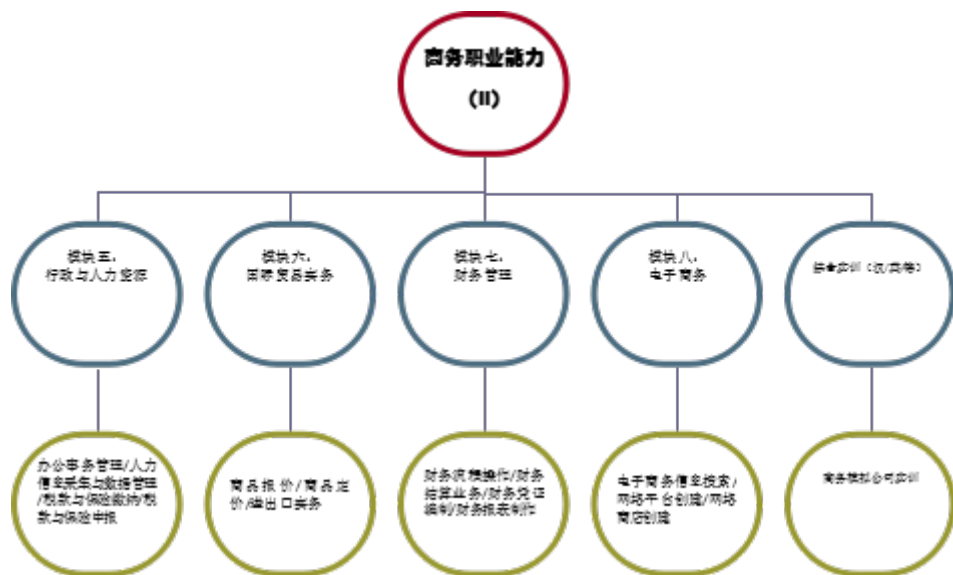 商务职业能力
(II)
模块五：
行政与人力资源
模块六：
国际贸易实务
模块七：
财务管理
模块八：
电子商务
综合实训（汉/英等）
办公事务管理/人力
信息采集与数据管理
/税款与保险缴纳/税
款与保险申报
商品报价/商品定
价/进出口实务
财务流程操作/财务
结算业务/财务凭证
编制/财务报表制作
电子商务信息搜索/
网络平台创建/网络
商店创建
商务模拟公司实训